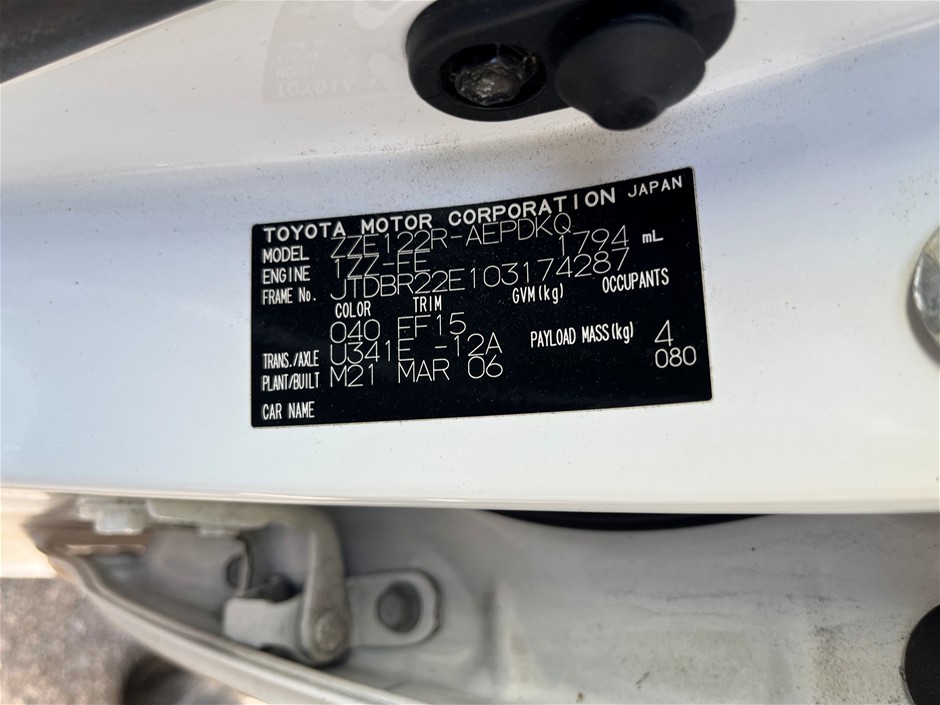 TOYOTA MOTOR CORPORATION JAPAN
MODEL ZZE122R-AEPDKQ
ENGINE 1ZZ-FE 1794 mL
FRAME No. JTDBR22E103174287
COLOR TRIM GVM(kg) OCCUPANTS
040 FF15
TRANS./AXLE U341E -12A PAYLOAD MASS(kg) 4
PLANT/BUILT M21 MAR 06 080
CAR NAME